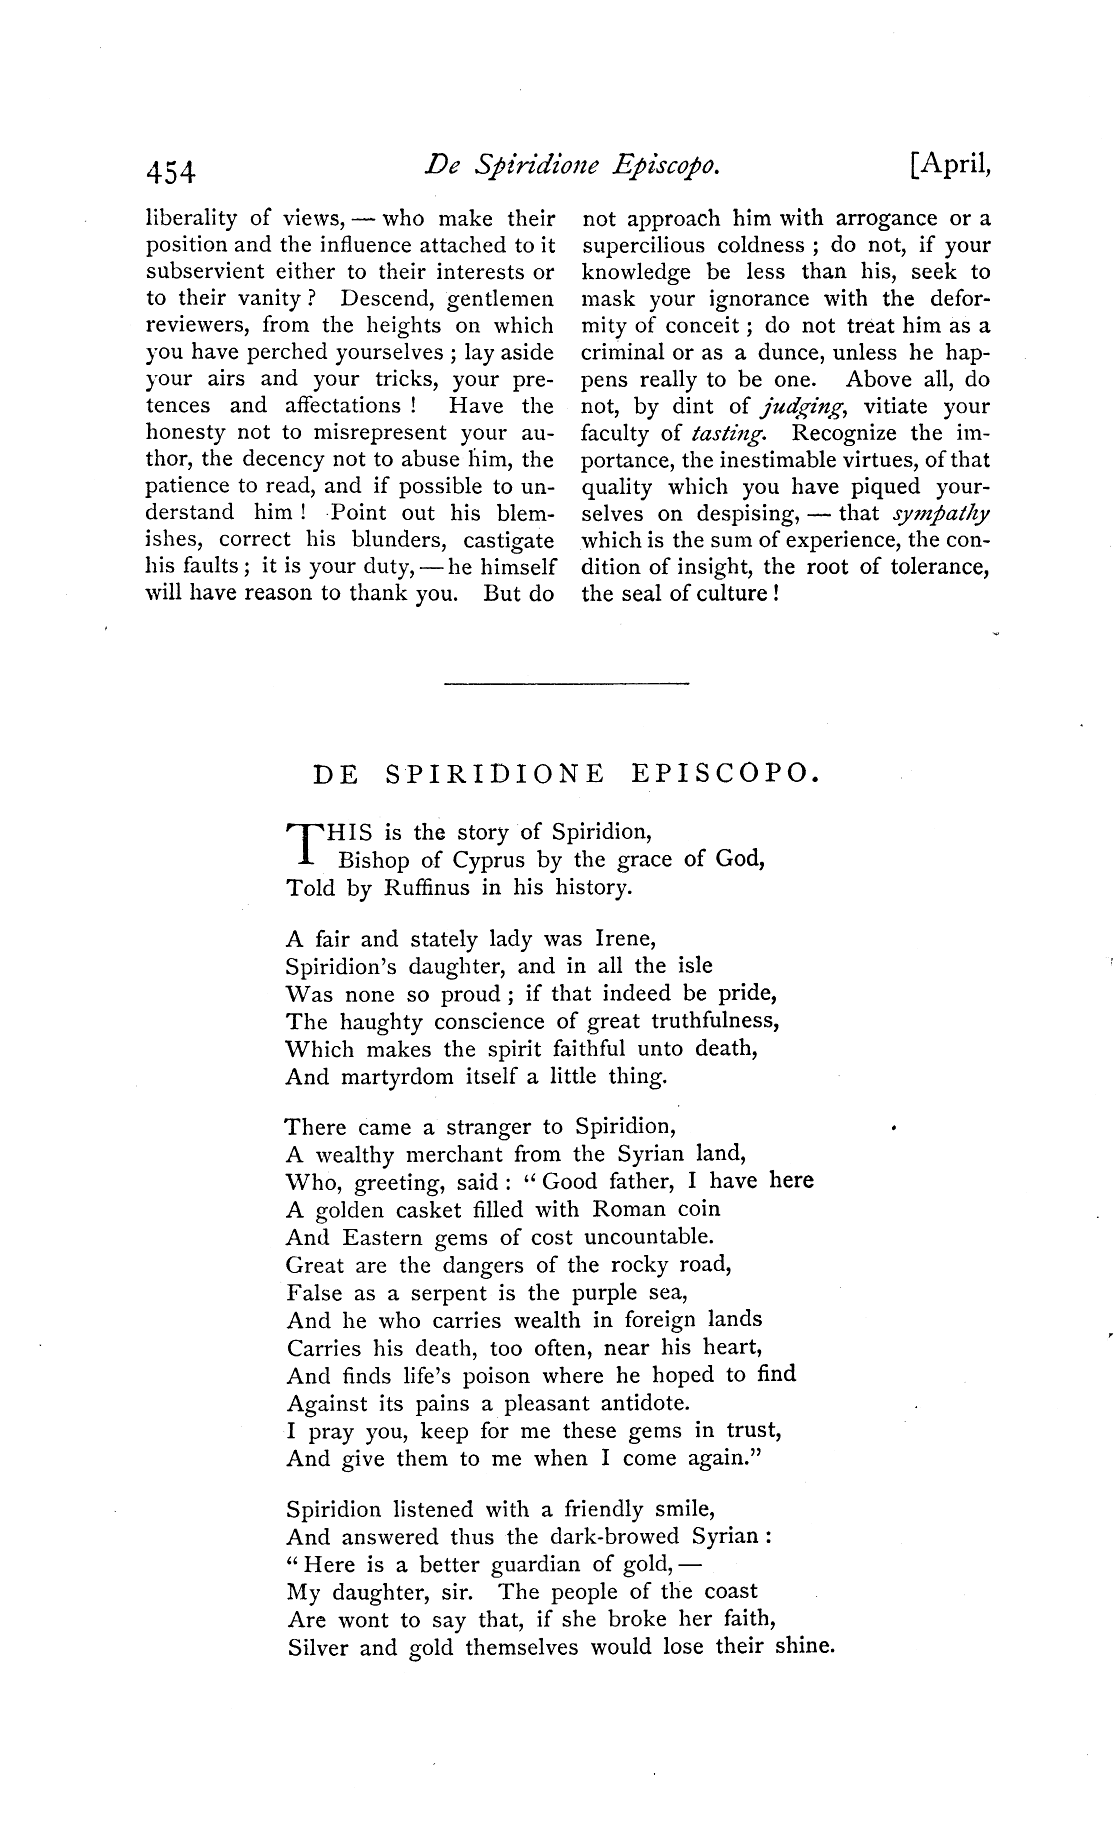 454 De Spiridione Episcopo. [April,
liberality of views, — who make their
position and the influence attached to it
subservient either to their interests or
to their vanity ? Descend, gentlemen
reviewers, from the heights on which
you have perched yourselves ; lay aside
your airs and your tricks, your pre-
tences and affectations ! Have the
honesty not to misrepresent your au-
thor, the decency not to abuse him, the
patience to read, and if possible to un-
derstand him ! Point out his blem-
ishes, correct his blunders, castigate
his faults ; it is your duty, — he himself
will have reason to thank you. But do
not approach him with arrogance or a
supercilious coldness ; do not, if your
knowledge be less than his, seek to
mask your ignorance with the defor-
mity of conceit ; do not treat him as a
criminal or as a dunce, unless he hap-
pens really to be one. Above all, do
not, by dint of judging, vitiate your
faculty of tasting. Recognize the im-
portance, the inestimable virtues, of that
quality which you have piqued your-
selves on despising, — that sympathy
which is the sum of experience, the con-
dition of insight, the root of tolerance,
the seal of culture !
DE SPIRIDIONE EPISCOPO.
THIS is the story of Spiridion,
Bishop of Cyprus by the grace of God,
Told by Ruffinus in his history.
A fair and stately lady was Irene,
Spiridion's daughter, and in all the isle
Was none so proud ; if that indeed be pride,
The haughty conscience of great truthfulness,
Which makes the spirit faithful unto death,
And martyrdom itself a little thing.
There came a stranger to Spiridion,
A wealthy merchant from the Syrian land,
Who, greeting, said : “ Good father, I have here
A golden casket filled with Roman coin
And Eastern gems of cost uncountable.
Great are the dangers of the rocky road,
False as a serpent is the purple sea,
And he who carries wealth in foreign lands
Carries his death, too often, near his heart,
And finds life's poison where he hoped to find
Against its pains a pleasant antidote.
I pray you, keep for me these gems in trust,
And give them to me when I come again.”
Spiridion listened with a friendly smile,
And answered thus the dark-browed Syrian :
“ Here is a better guardian of gold, —
My daughter, sir. The people of the coast
Are wont to say that, if she broke her faith,
Silver and gold themselves would lose their shine.